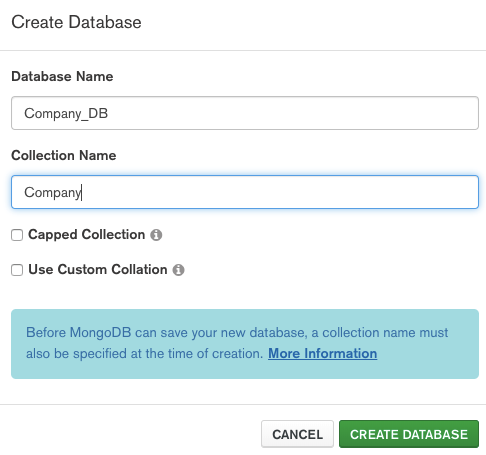 Create Database
Database Name
Company_DB
Collection Name
Company
Capped Collection
Use Custom Collation
Before MongoDB can save your new database, a collection name must
also be specified at the time of creation. More Information
CANCEL CREATE DATABASE